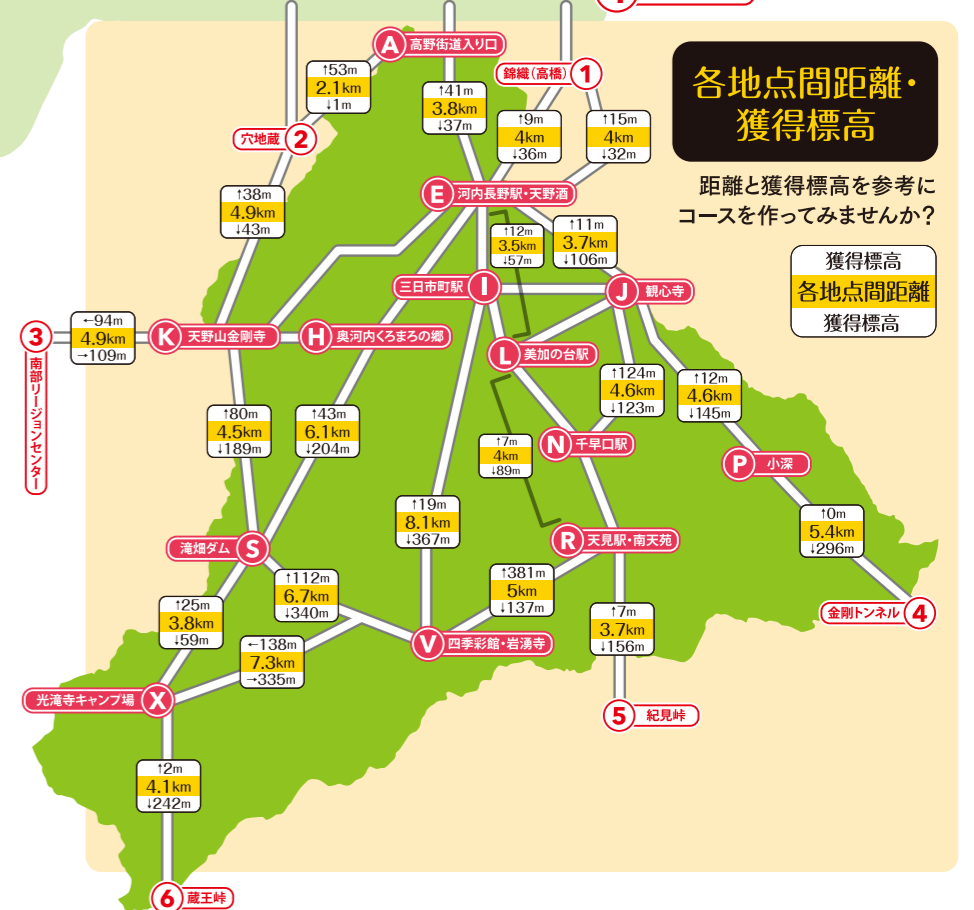 A 高野街道入り口
↑53m
2.1km
↓1m
↑41m
3.8km
↓37m
錦織(高橋) 1
↑9m
4km
↓36m
↑15m
4km
↓32m
各地点間距離・
獲得標高
穴地蔵 2
距離と獲得標高を参考に
コースを作ってみませんか?
↑38m
4.9km
↓43m
E 河内長野駅・天野酒
↑12m
3.5km
↓57m
↑11m
3.7km
↓106m
獲得標高
各地点間距離
獲得標高
三日市町駅 I
J 観心寺
3 南部リージョンセンター
←94m
4.9km
→109m
K 天野山金剛寺
H 奥河内くろまろの郷
L 美加の台駅
↑124m
4.6km
↓123m
↑12m
4.6km
↓145m
↑80m
4.5km
↓189m
↑43m
6.1km
↓204m
↑7m
4km
↓89m
N 千早口駅
P 小深
↑19m
8.1km
↓367m
↑0m
5.4km
↓296m
滝畑ダム S
R 天見駅・南天苑
↑112m
6.7km
↓340m
↑381m
5km
↓137m
↑25m
3.8km
↓59m
↑7m
3.7km
↓156m
金剛トンネル 4
←138m
7.3km
→335m
V 四季彩館・岩湧寺
光滝寺キャンプ場 X
5 紀見峠
↑2m
4.1km
↓242m
6 蔵王峠